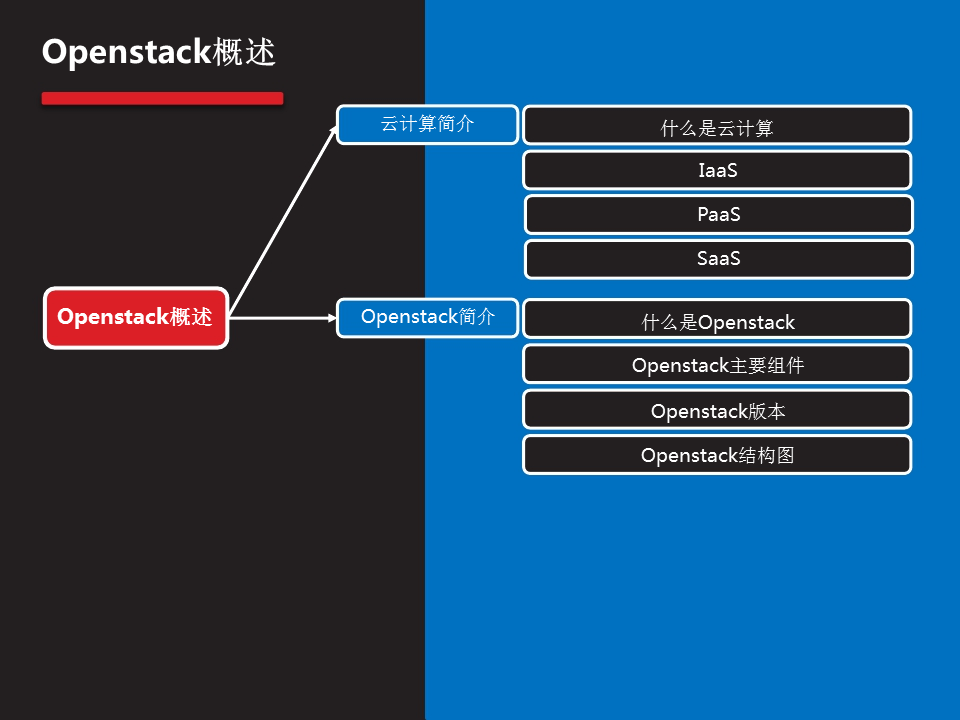 Openstack概述
云计算简介
什么是云计算
IaaS
PaaS
SaaS
Openstack概述
Openstack简介
什么是Openstack
Openstack主要组件
Openstack版本
Openstack结构图